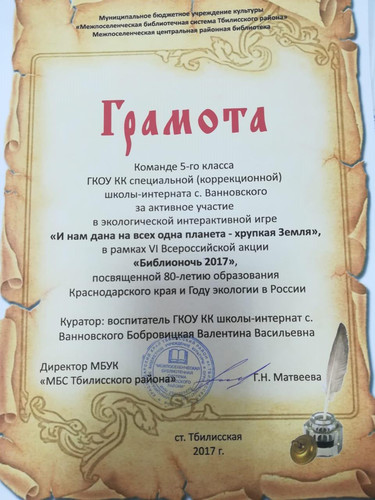 Муниципальное бюджетное учреждение культуры
«Межпоселенческая библиотечная система Тбилисского района»
Межпоселенческая центральная районная библиотека
Грамота
Команде 5-го класса
ГКОУ КК специальной (коррекционной)
школы-интерната с. Ванновского
за активное участие
в экологической интерактивной игре
«И нам дана на всех одна планета - хрупкая Земля»,
в рамках VI Всероссийской акции
«Библионочь 2017»,
посвященной 80-летию образования
Краснодарского края и Году экологии в России
Куратор: воспитатель ГКОУ КК школы-интернат с.
Ванновского Бобровицкая Валентина Васильевна
Директор МБУК
«МБС Тбилисского района»
Г.Н. Матвеева
ст. Тбилисская
2017 г.